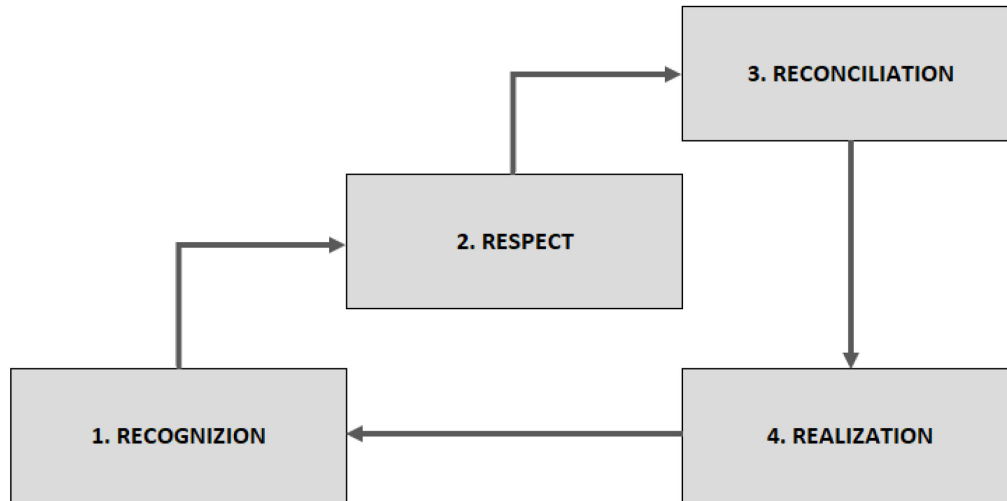 3. RECONCILIATION
2. RESPECT
1. RECOGNIZION
4. REALIZATION